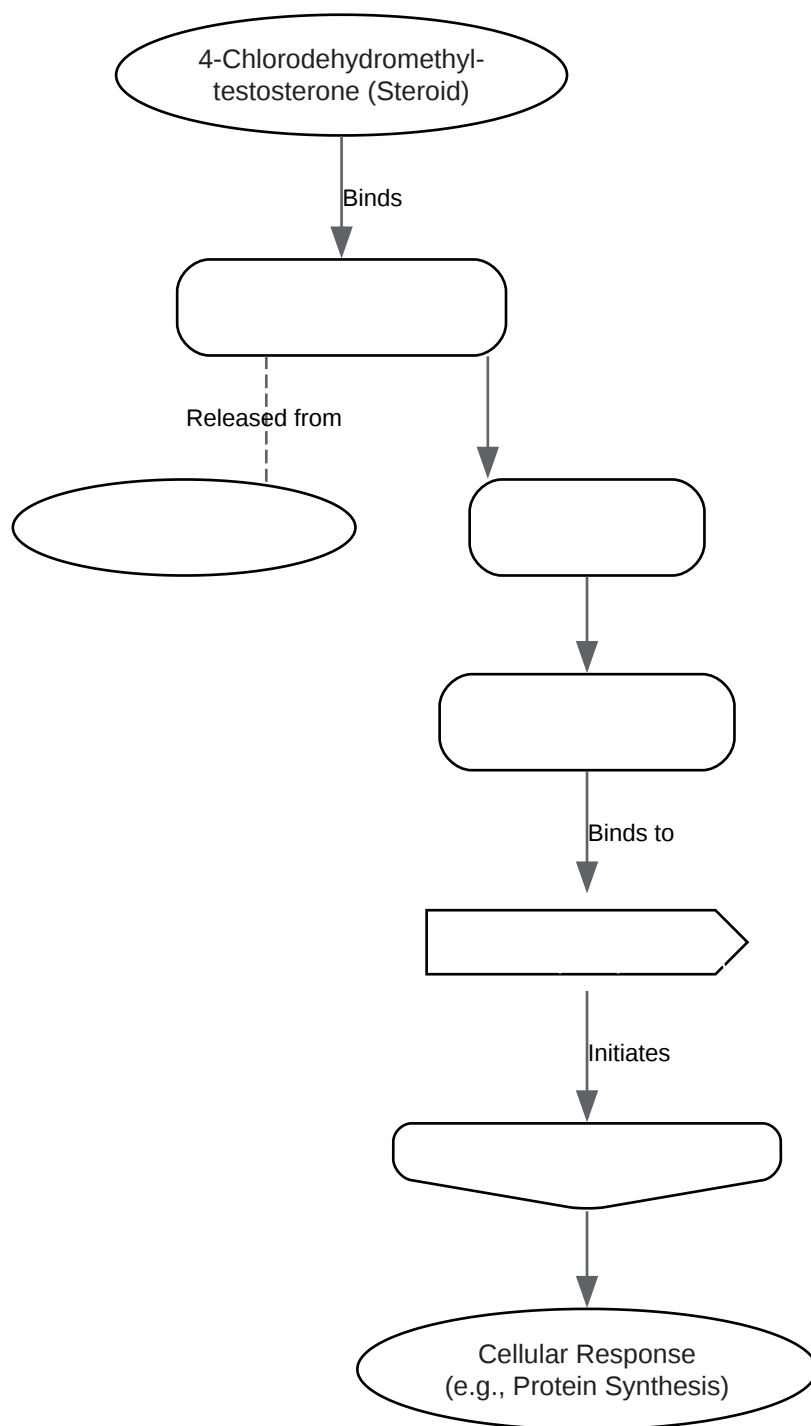 4-Chlorodehydromethyl-
testosterone (Steroid)
Binds
Released from
Binds to
Initiates
Cellular Response
(e.g., Protein Synthesis)